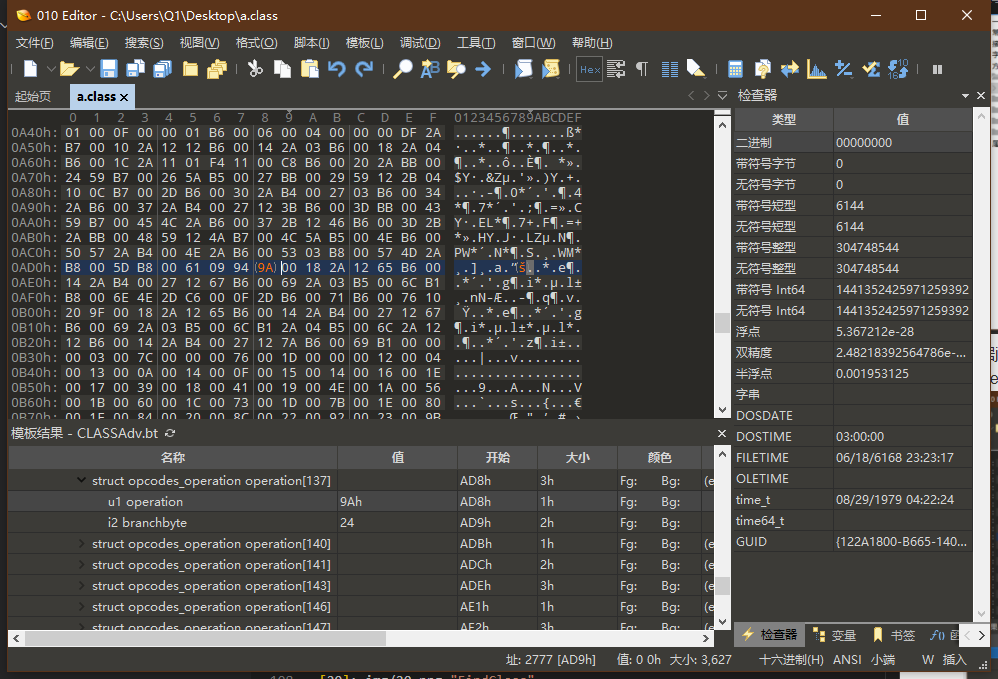 010 Editor - C:\Users\Q1\Desktop\a.class
文件(F) 编辑(E) 搜索(S) 视图(V) 格式(O) 脚本(I) 模板(L) 调试(D) 工具(T) 窗口(W) 帮助(H)
Hex
起始页 a.class ×
检查器
0 1 2 3 4 5 6 7 8 9 A B C D E F 0123456789ABCDEF
0A40h: 01 00 0F 00 00 01 B6 00 06 00 04 00 00 00 DF 2A
0A50h: B7 00 10 2A 12 12 B6 00 14 2A 03 B6 00 18 2A 04
0A60h: B6 00 1C 2A 11 01 F4 11 00 C8 B6 00 20 2A BB 00
0A70h: 24 59 B7 00 26 5A B5 00 27 BB 00 29 59 12 2B 04
0A80h: 10 0C B7 00 2D B6 00 30 2A B4 00 27 03 B6 00 34
0A90h: 2A B6 00 37 2A B4 00 27 12 3B B6 00 3D BB 00 43
0AA0h: 59 B7 00 45 4C 2A B6 00 37 2B 12 46 B6 00 3D 2B
0AB0h: 2A BB 00 48 59 12 4A B7 00 4C 5A B5 00 4E B6 00
0AC0h: 50 57 2A B4 00 4E 2A B6 00 53 03 B8 00 57 4D 2A
0AD0h: B8 00 5D B8 00 61 09 94 (9A) 00 18 2A 12 65 B6 00
0AE0h: 14 2A B4 00 27 12 67 B6 00 69 2A 03 B5 00 6C B1
0AF0h: B8 00 6E 4E 2D C6 00 0F 2D B6 00 71 B6 00 76 10
0B00h: 20 9F 00 18 2A 12 65 B6 00 14 2A B4 00 27 12 67
0B10h: B6 00 69 2A 03 B5 00 6C B1 2A 04 B5 00 6C 2A 12
0B20h: 12 B6 00 14 2A B4 00 27 12 7A B6 00 69 B1 00 00
0B30h: 00 03 00 7C 00 00 00 76 00 1D 00 00 00 12 00 04
0B40h: 00 13 00 0A 00 14 00 0F 00 15 00 14 00 16 00 1E
0B50h: 00 17 00 39 00 18 00 41 00 19 00 4E 00 1A 00 56
0B60h: 00 1B 00 60 00 1C 00 73 00 1D 00 7B 00 1E 00 80
0B70h: 00 1F 00 84 00 20 00 8C 00 22 00 92 00 23 00 9B
类型 值
二进制 00000000
带符号字节 0
无符号字节 0
带符号短型 6144
无符号短型 6144
带符号整型 304748544
无符号整型 304748544
带符号 Int64 1441352425971259392
无符号 Int64 1441352425971259392
浮点 5.367212e-28
双精度 2.48218392564786e-...
半浮点 0.001953125
字串
DOSDATE
DOSTIME 03:00:00
FILETIME 06/18/6168 23:23:17
OLETIME
time_t 08/29/1979 04:22:24
time64_t
GUID {122A1800-B665-140...
模板结果 - CLASSAdv.bt
名称 值 开始 大小 颜色
struct opcodes_operation operation[137] AD8h 3h Fg: Bg: (e
u1 operation 9Ah AD8h 1h Fg: Bg:
i2 branchbyte 24 AD9h 2h Fg: Bg:
struct opcodes_operation operation[140] ADBh 1h Fg: Bg: (e
struct opcodes_operation operation[141] ADCh 2h Fg: Bg: (e
struct opcodes_operation operation[143] ADEh 3h Fg: Bg: (e
struct opcodes_operation operation[146] AE1h 1h Fg: Bg: (e
struct opcodes_operation operation[147] AE2h 3h Fg: Bg: (e
检查器 变量 书签 f()
址: 2777 [AD9h] 值: 0 0h 大小: 3,627 十六进制(H) ANSI 小端 W 插入